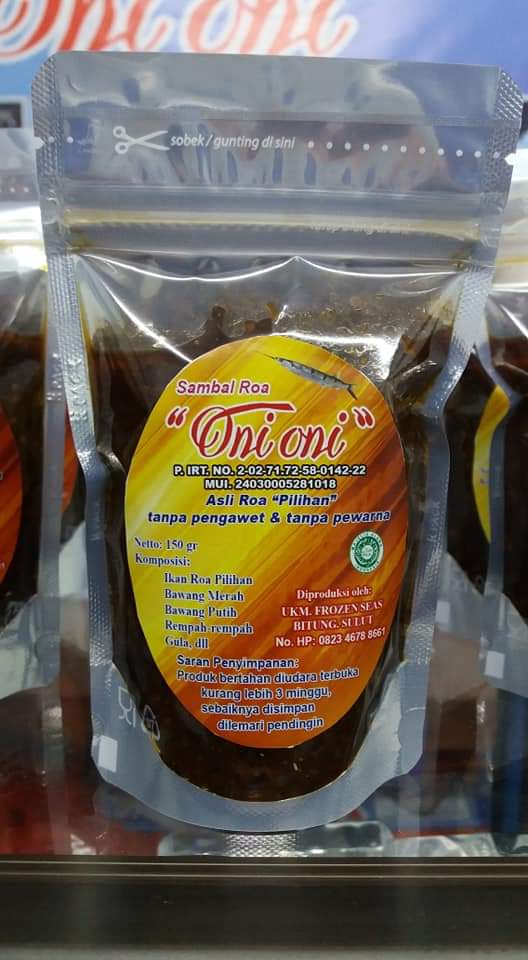 Oni oni
sobek / gunting di sini
Sambal Roa
"Oni oni"
P. IRT. NO. 2-02-71.72-58-0142-22
MUI. 24030005281018
Asli Roa "Pilihan"
tanpa pengawet & tanpa pewarna
Netto: 150 gr
Komposisi:
Ikan Roa Pilihan
Bawang Merah
Bawang Putih
Rempah-rempah
Gula, dll
Diproduksi oleh:
UKM. FROZEN SEAS
BITUNG. SULUT
No. HP: 0823 4678 8661
Saran Penyimpanan:
Produk bertahan diudara terbuka
kurang lebih 3 minggu,
sebaiknya disimpan
dilemari pendingin